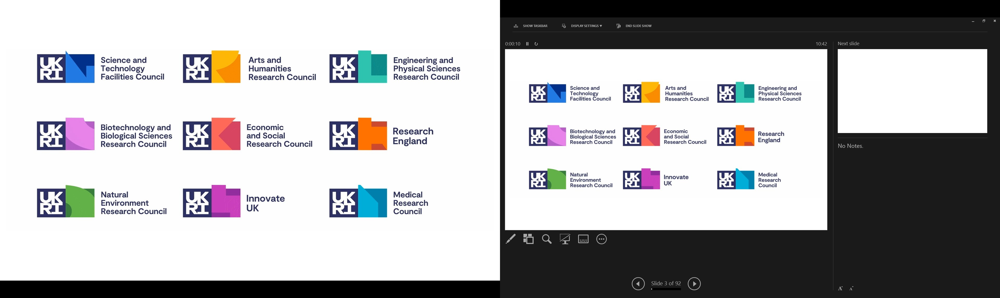 UK
RI
Science and
Technology
Facilities Council
UK
RI
Arts and
Humanities
Research Council
UK
RI
Engineering and
Physical Sciences
Research Council
UK
RI
Biotechnology and
Biological Sciences
Research Council
UK
RI
Economic
and Social
Research Council
UK
RI
Research
England
UK
RI
Natural
Environment
Research Council
UK
RI
Innovate
UK
UK
RI
Medical
Research
Council
SHOW TASKBAR
DISPLAY SETTINGS ▼
END SLIDE SHOW
0:00:10
10:42
UK
RI
Science and
Technology
Facilities Council
UK
RI
Arts and
Humanities
Research Council
UK
RI
Engineering and
Physical Sciences
Research Council
UK
RI
Biotechnology and
Biological Sciences
Research Council
UK
RI
Economic
and Social
Research Council
UK
RI
Research
England
UK
RI
Natural
Environment
Research Council
UK
RI
Innovate
UK
UK
RI
Medical
Research
Council
Slide 3 of 92
Next slide
No Notes.
A A